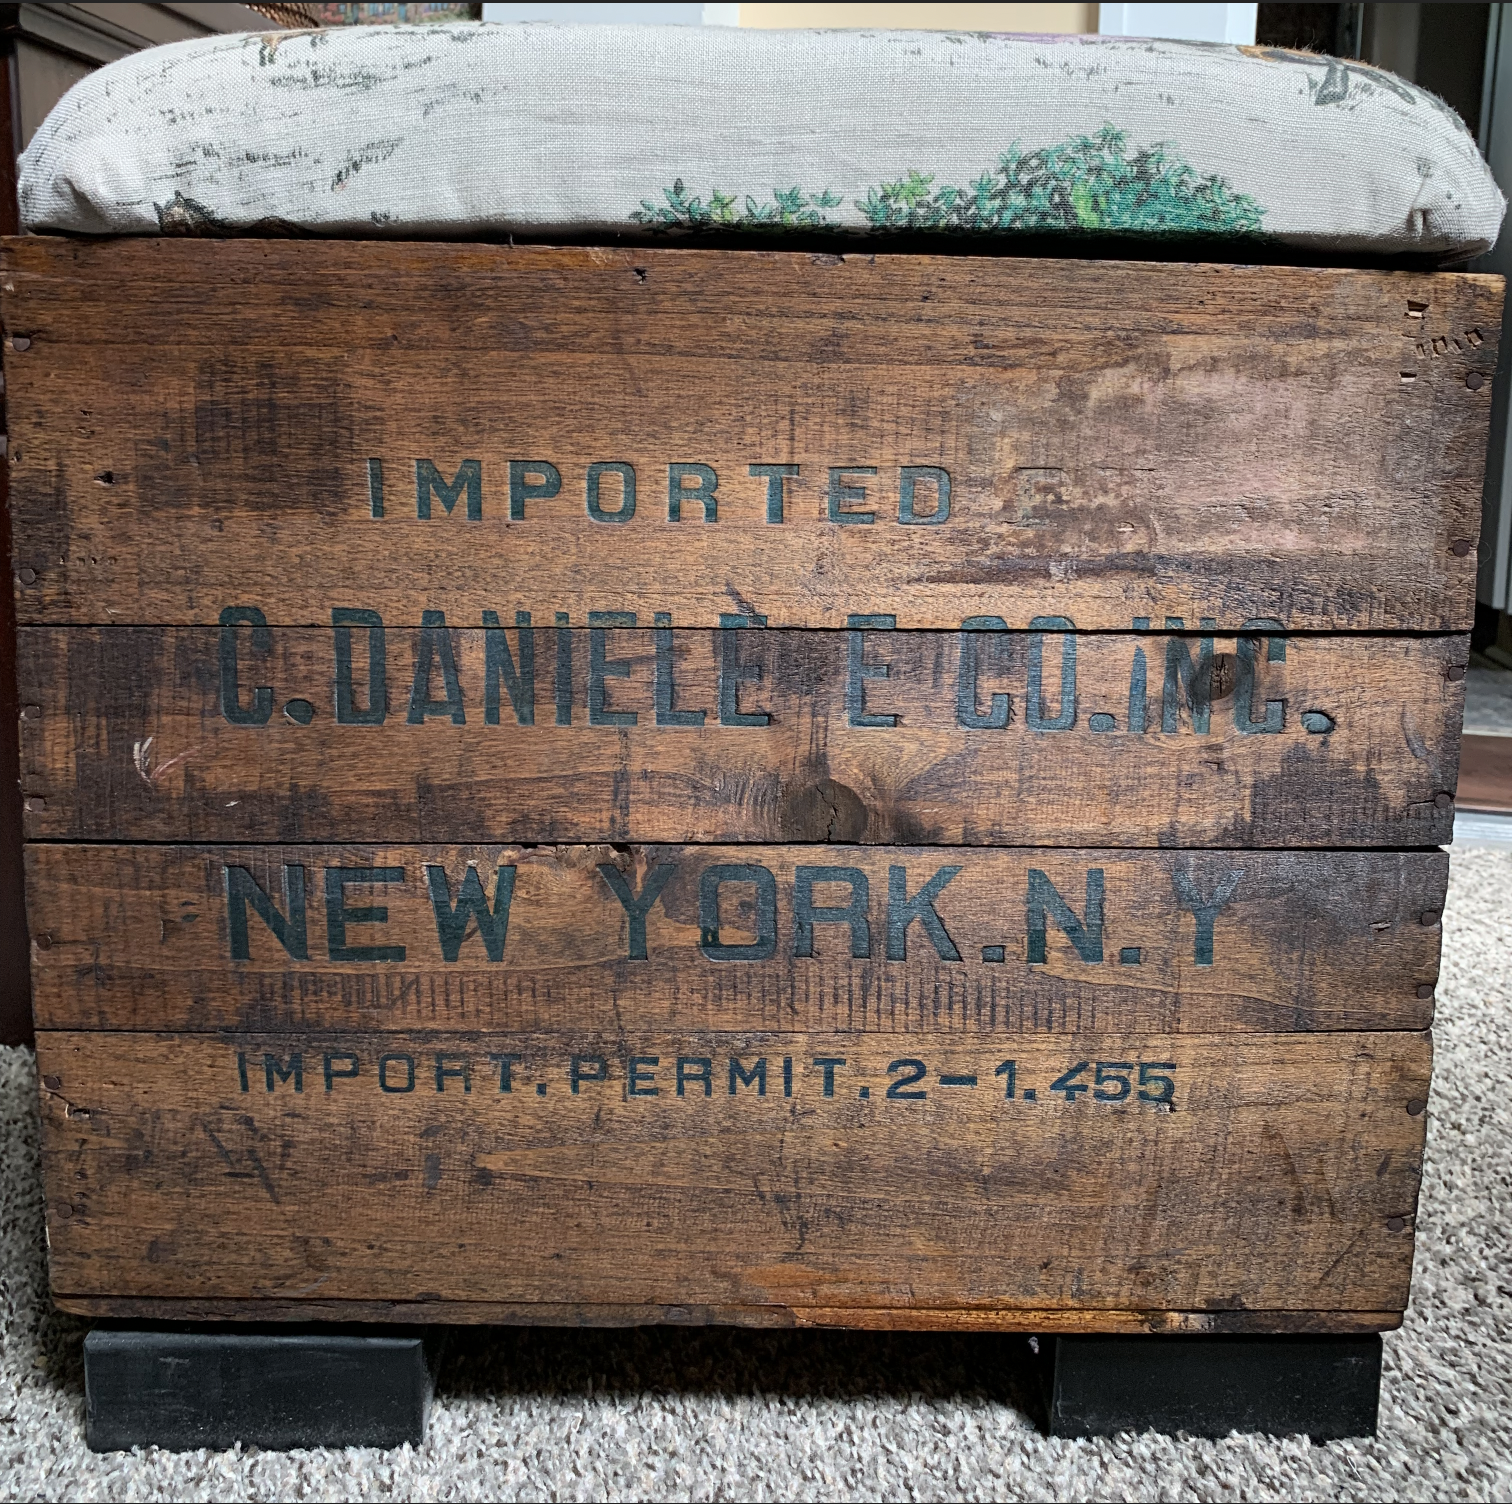 IMPORTED
C. DANIELE E CO. INC.
NEW YORK. N. Y
IMPORT. PERMIT. 2-1.455